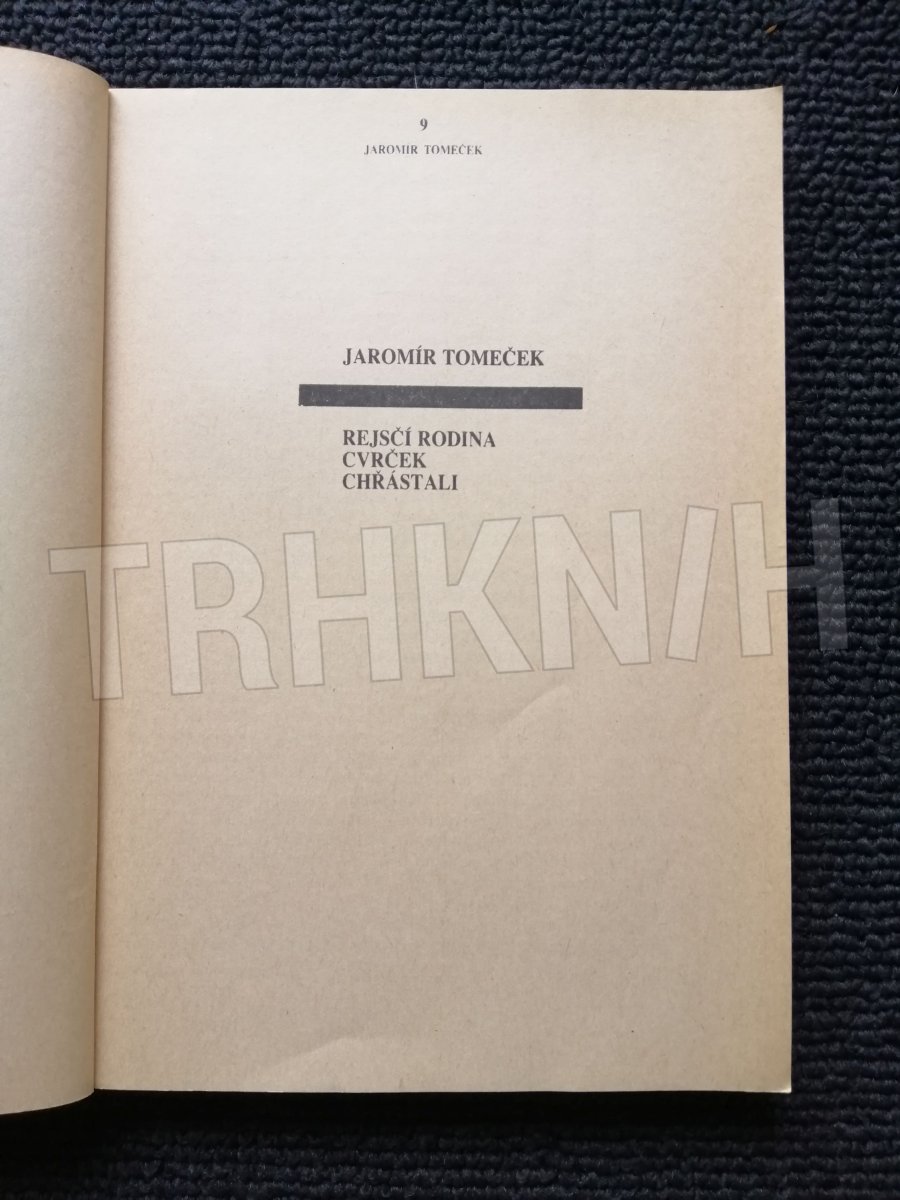 9
JAROMÍR TOMEČEK
JAROMÍR TOMEČEK
REJSČÍ RODINA
CVRČEK
CHŘÁSTALI
TRHKNIH